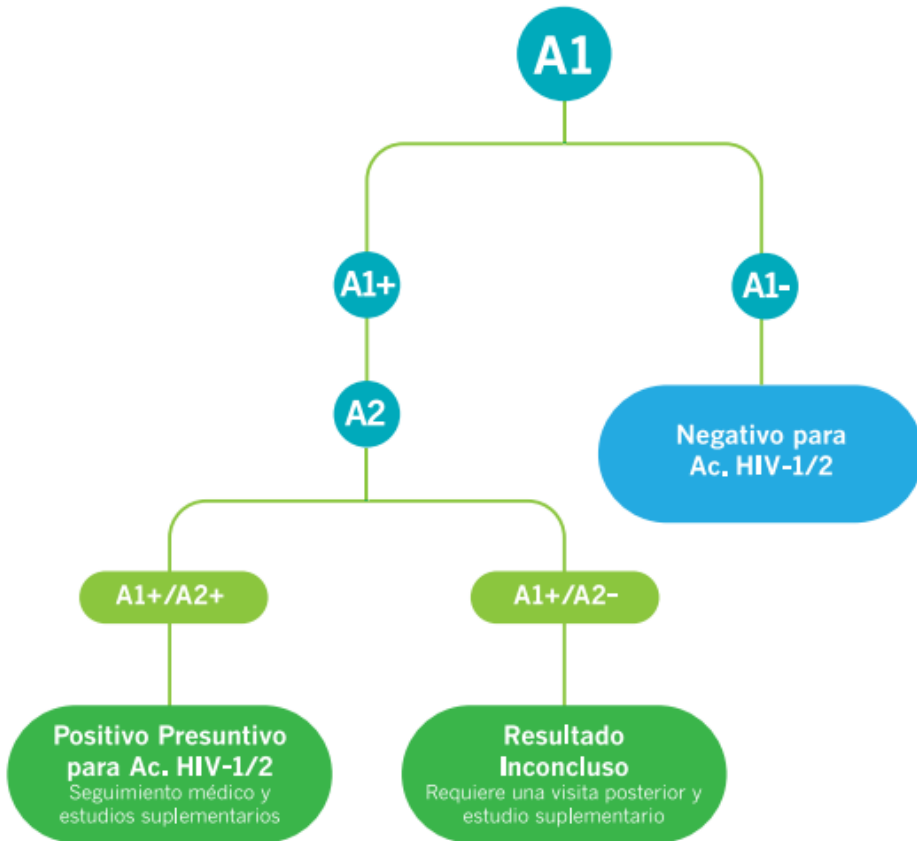 A1
A1+
A1-
A2
Negativo para
Ac. HIV-1/2
A1+/A2+
A1+/A2-
Positivo Presuntivo
para Ac. HIV-1/2
Seguimiento médico y
estudios suplementarios
Resultado
Inconcluso
Requiere una visita posterior y
estudio suplementario